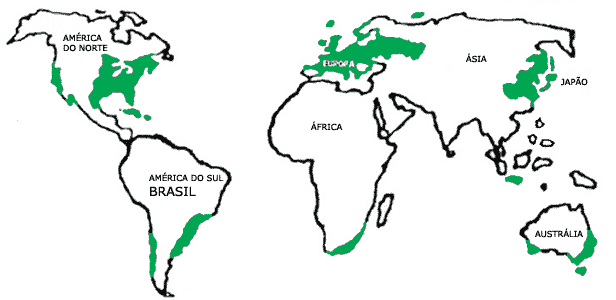 AMÉRICA
DO NORTE
EUROPA
ÁSIA
JAPÃO
ÁFRICA
AMÉRICA DO SUL
BRASIL
AUSTRÁLIA